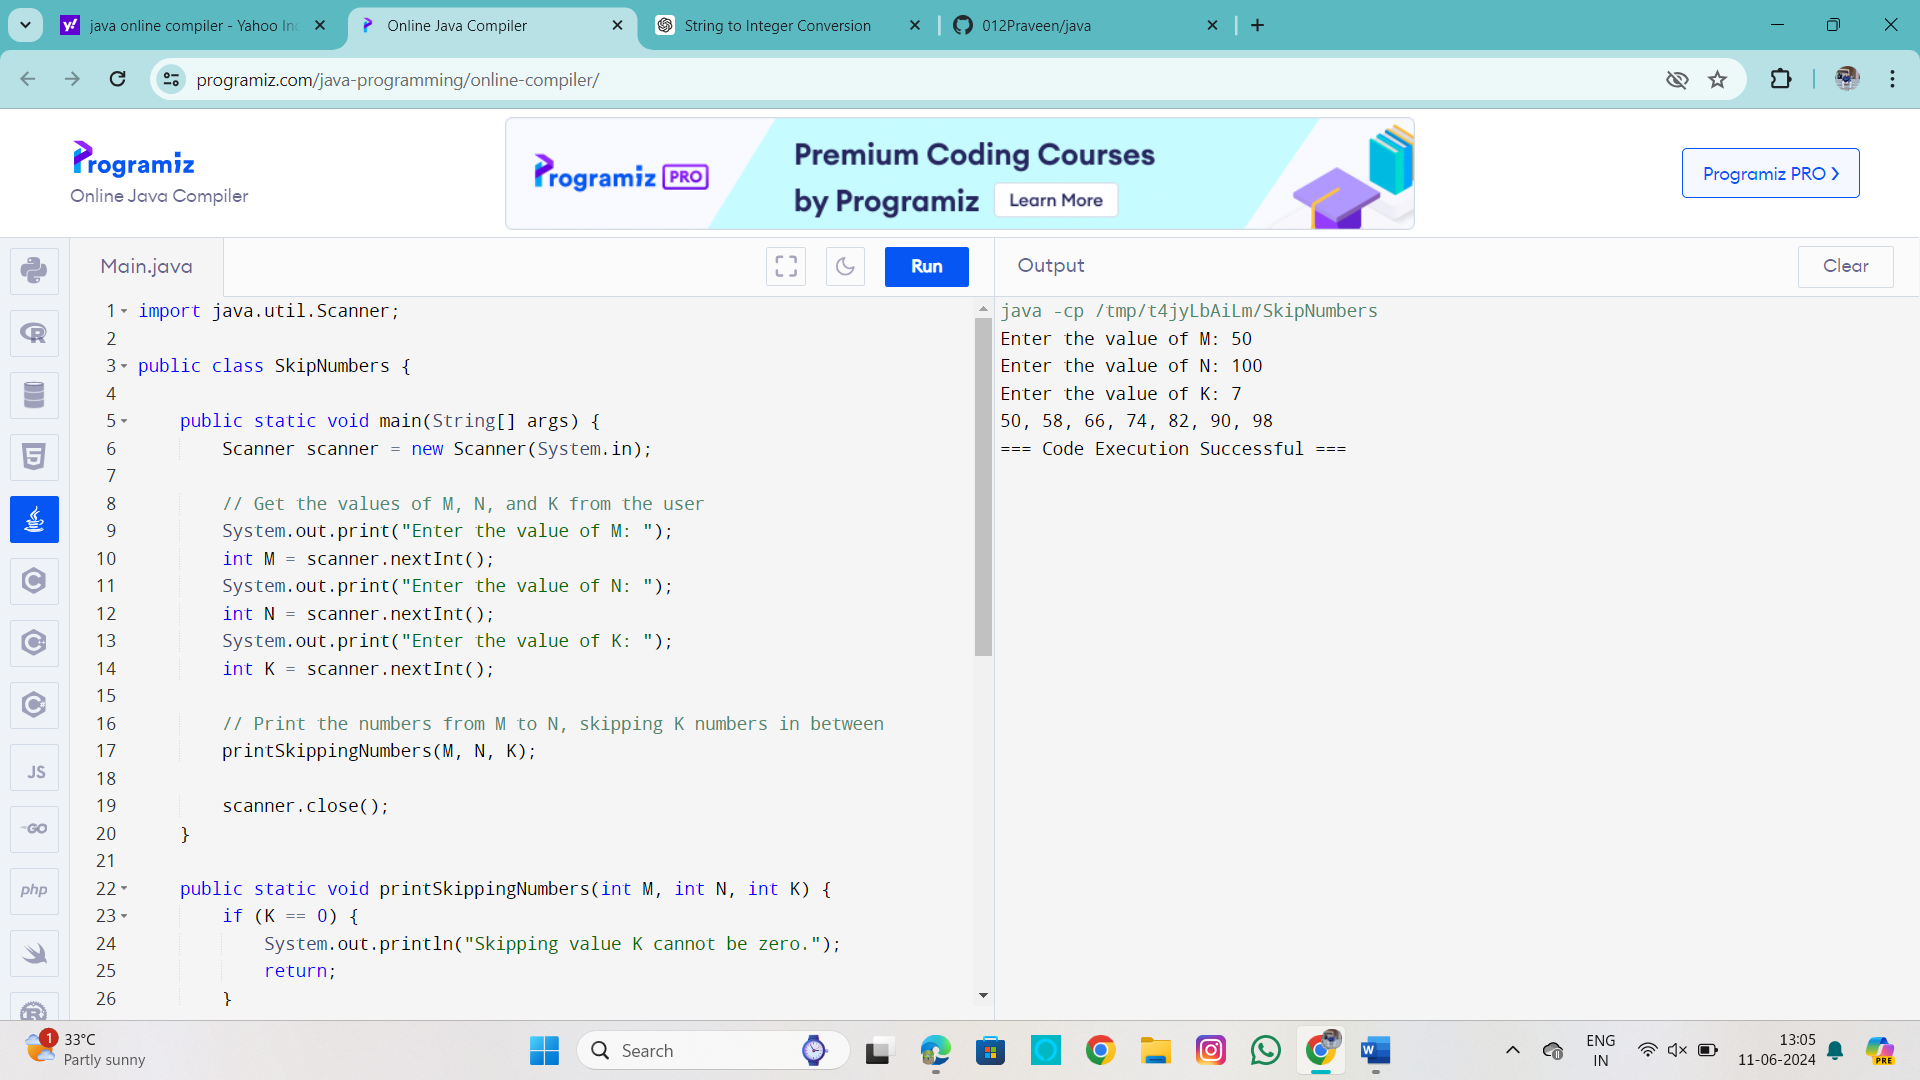 java online compiler - Yahoo In
Online Java Compiler
String to Integer Conversion
012Praveen/java
programiz.com/java-programming/online-compiler/
Programiz
Online Java Compiler
Programiz PRO
Premium Coding Courses
by Programiz
Learn More
Programiz PRO
Main.java
Run
Output
Clear
1 import java.util.Scanner;
2
3 public class SkipNumbers {
4
5 public static void main(String[] args) {
6 Scanner scanner = new Scanner(System.in);
7
8 // Get the values of M, N, and K from the user
9 System.out.print("Enter the value of M: ");
10 int M = scanner.nextInt();
11 System.out.print("Enter the value of N: ");
12 int N = scanner.nextInt();
13 System.out.print("Enter the value of K: ");
14 int K = scanner.nextInt();
15
16 // Print the numbers from M to N, skipping K numbers in between
17 printSkippingNumbers(M, N, K);
18
19 scanner.close();
20 }
21
22 public static void printSkippingNumbers(int M, int N, int K) {
23 if (K == 0) {
24 System.out.println("Skipping value K cannot be zero.");
25 return;
26 }
java -cp /tmp/t4jyLbAiLm/SkipNumbers
Enter the value of M: 50
Enter the value of N: 100
Enter the value of K: 7
50, 58, 66, 74, 82, 90, 98
=== Code Execution Successful ===
JS
GO
php
1
33°C
Partly sunny
Search
W
ENG
IN
13:05
11-06-2024
PRE